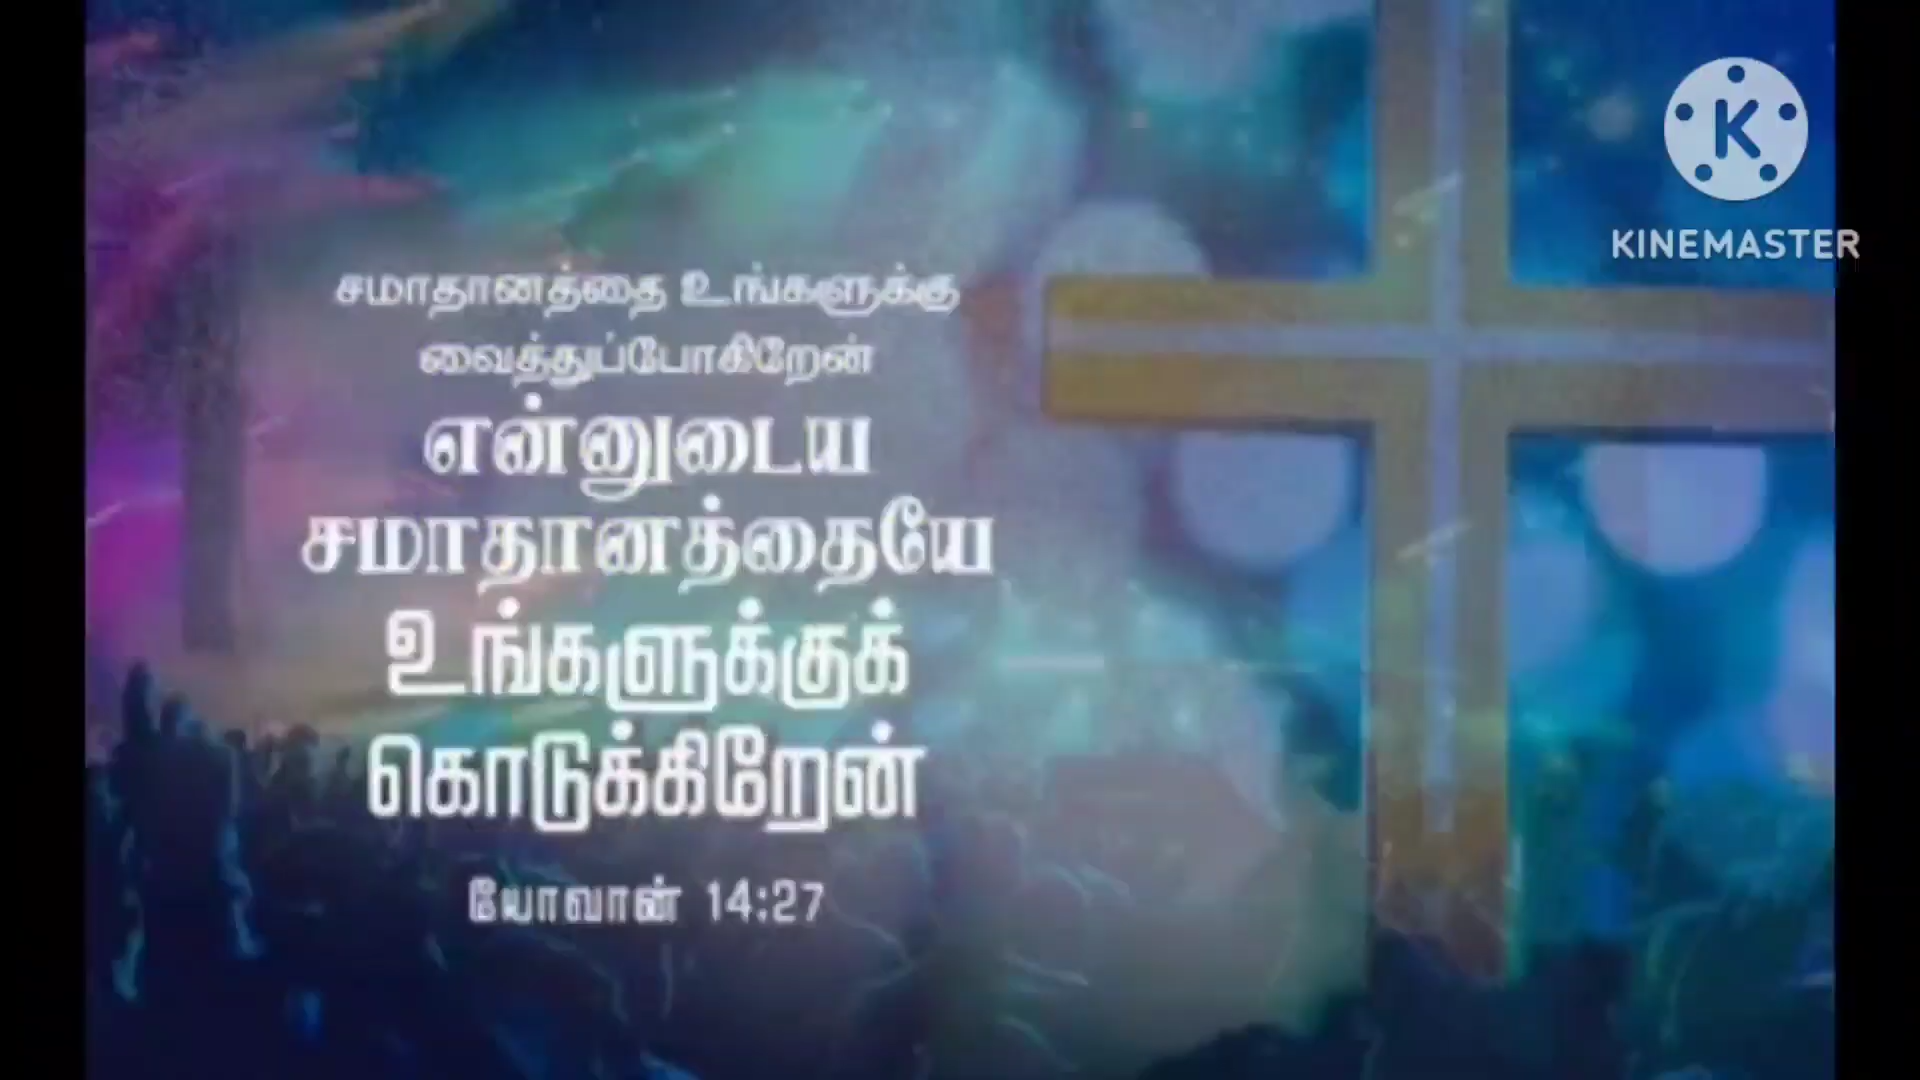 சமாதானத்தை உங்களுக்கு
வைத்துப்போகிறேன்
என்னுடைய
சமாதானத்தையே
உங்களுக்குக்
கொடுக்கிறேன்
யோவான் 14:27
K
KINEMASTER